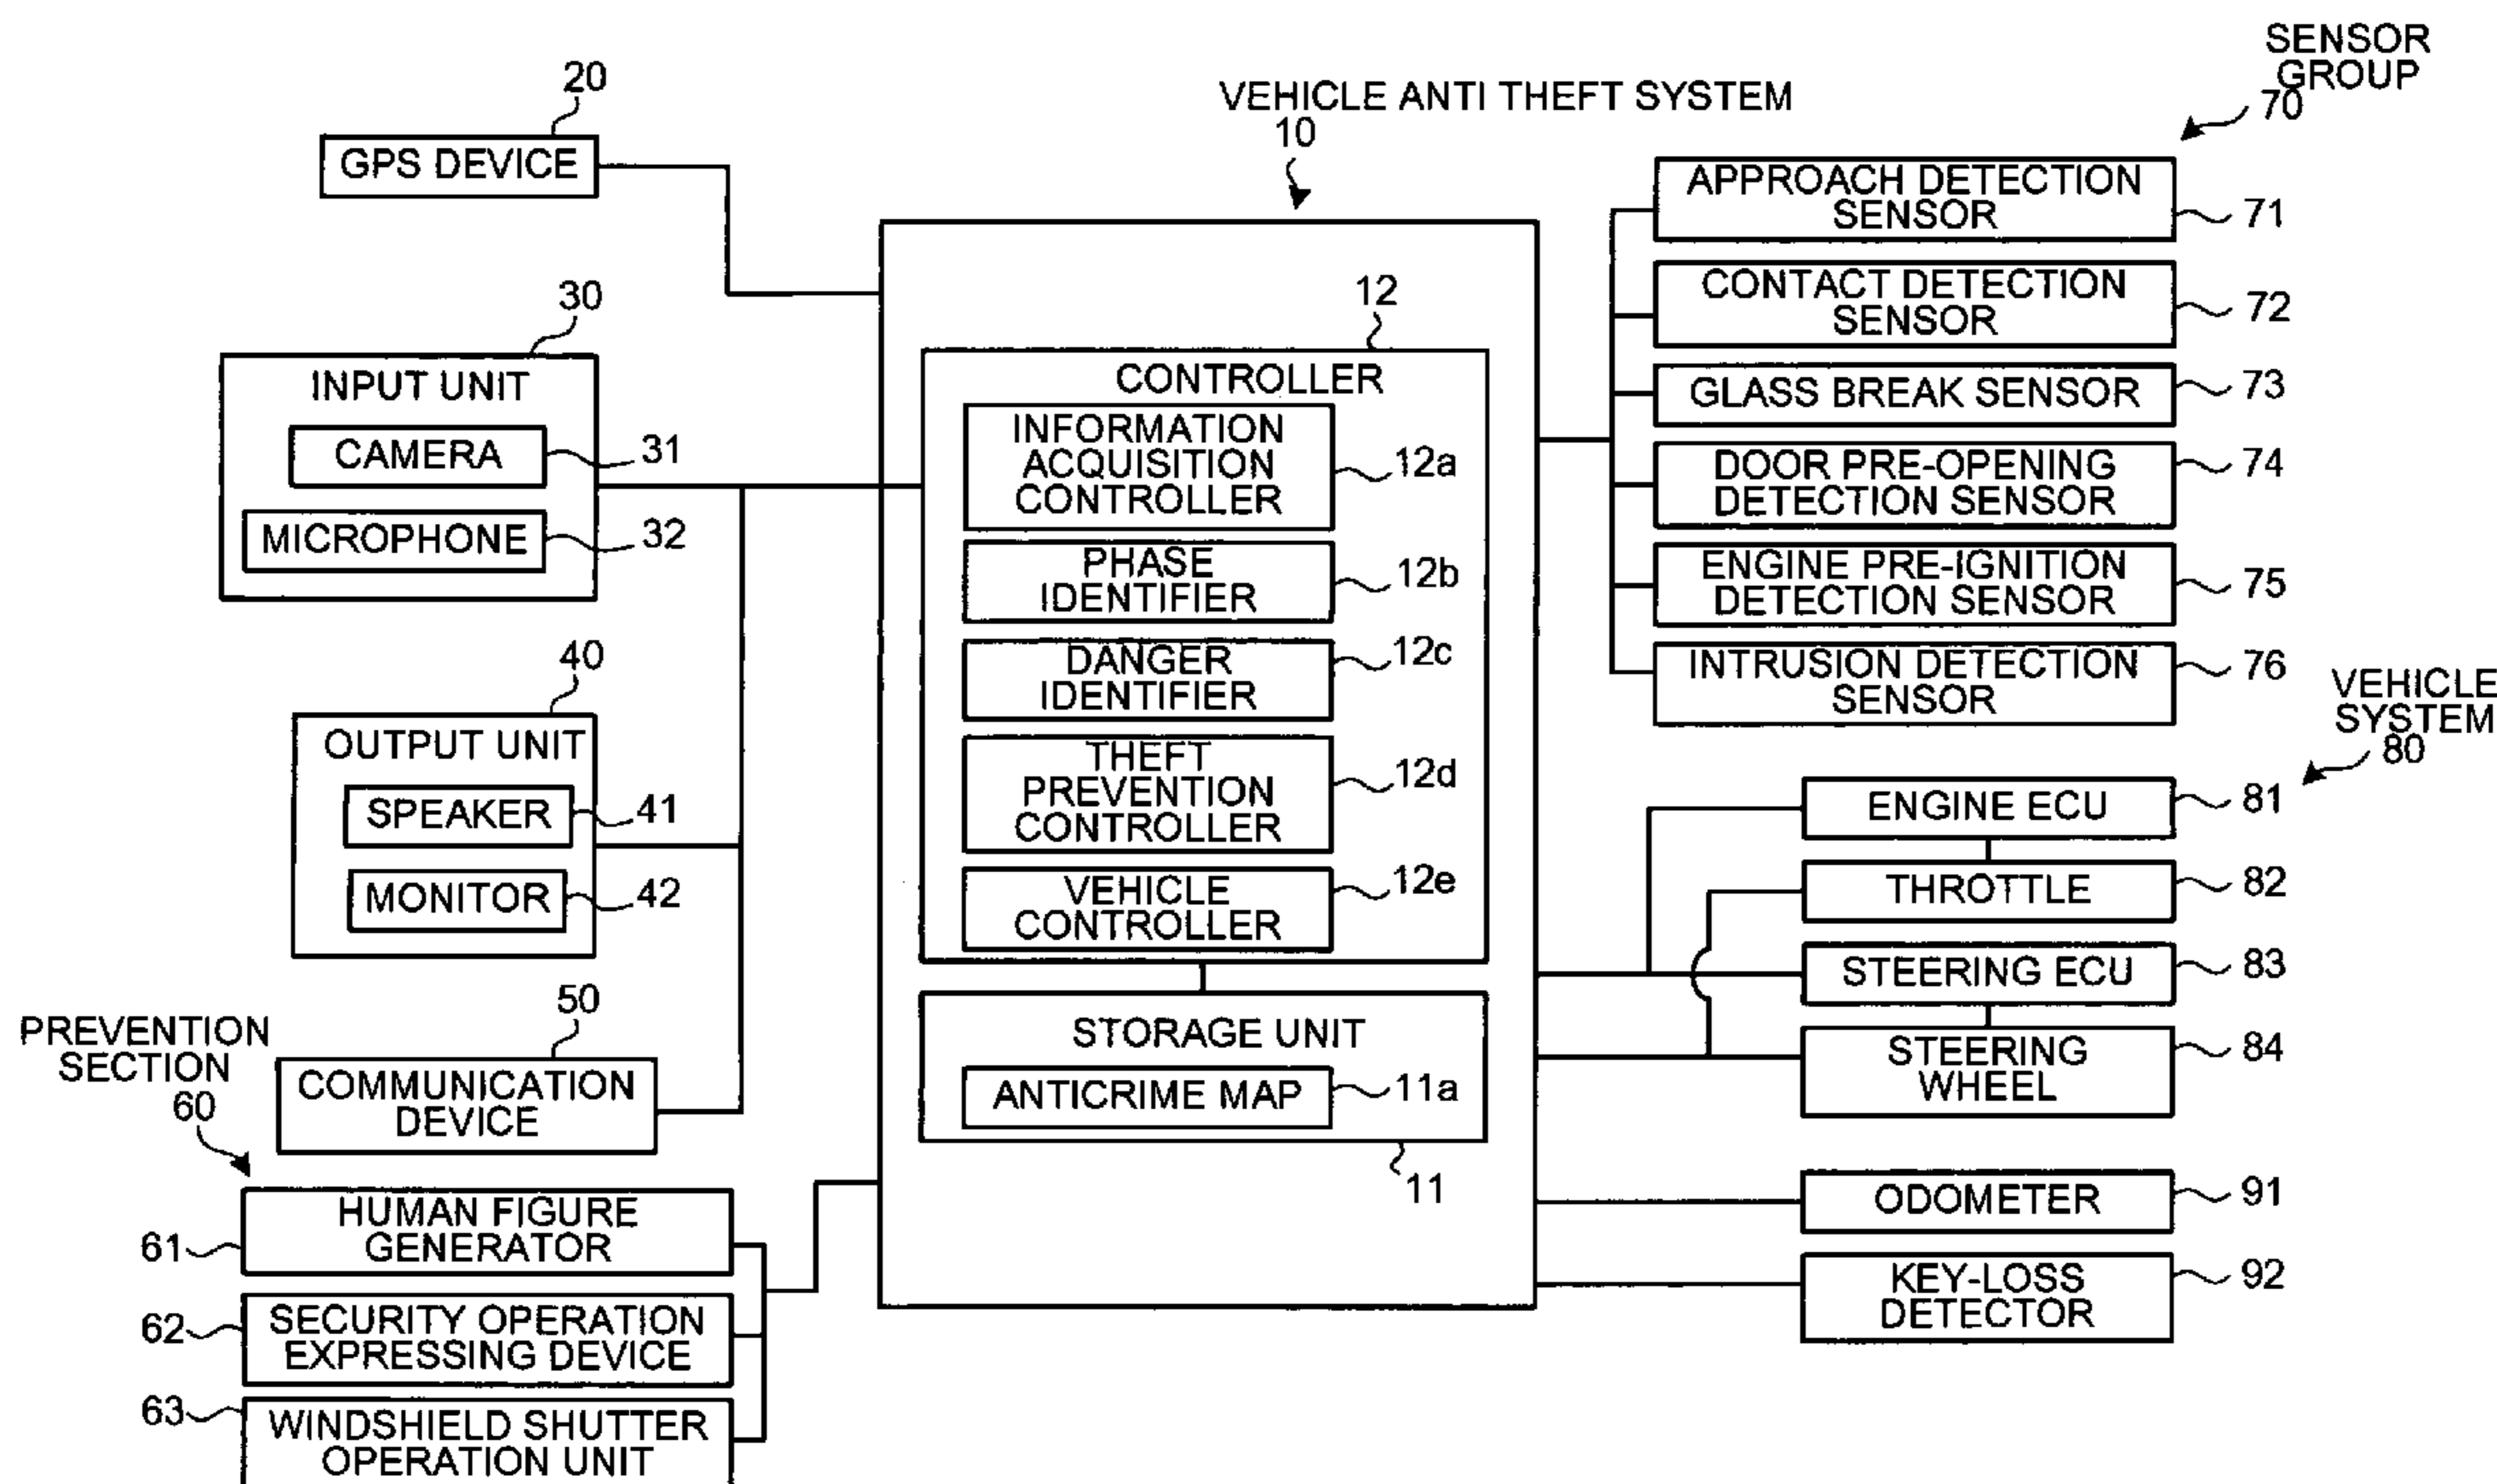 VEHICLE ANTI THEFT SYSTEM
10
20
GPS DEVICE
30
INPUT UNIT
CAMERA
31
MICROPHONE
32
40
OUTPUT UNIT
SPEAKER
41
MONITOR
42
50
COMMUNICATION
DEVICE
PREVENTION
SECTION
60
HUMAN FIGURE
GENERATOR
61
SECURITY OPERATION
EXPRESSING DEVICE
62
WINDSHIELD SHUTTER
OPERATION UNIT
63
12
CONTROLLER
INFORMATION
ACQUISITION
CONTROLLER
12a
PHASE
IDENTIFIER
12b
DANGER
IDENTIFIER
12c
THEFT
PREVENTION
CONTROLLER
12d
VEHICLE
CONTROLLER
12e
STORAGE UNIT
ANTICRIME MAP
11a
11
SENSOR
GROUP
70
APPROACH DETECTION
SENSOR
71
CONTACT DETECTION
SENSOR
72
GLASS BREAK SENSOR
73
DOOR PRE-OPENING
DETECTION SENSOR
74
ENGINE PRE-IGNITION
DETECTION SENSOR
75
INTRUSION DETECTION
SENSOR
76
VEHICLE
SYSTEM
80
ENGINE ECU
81
THROTTLE
82
STEERING ECU
83
STEERING
WHEEL
84
ODOMETER
91
KEY-LOSS
DETECTOR
92